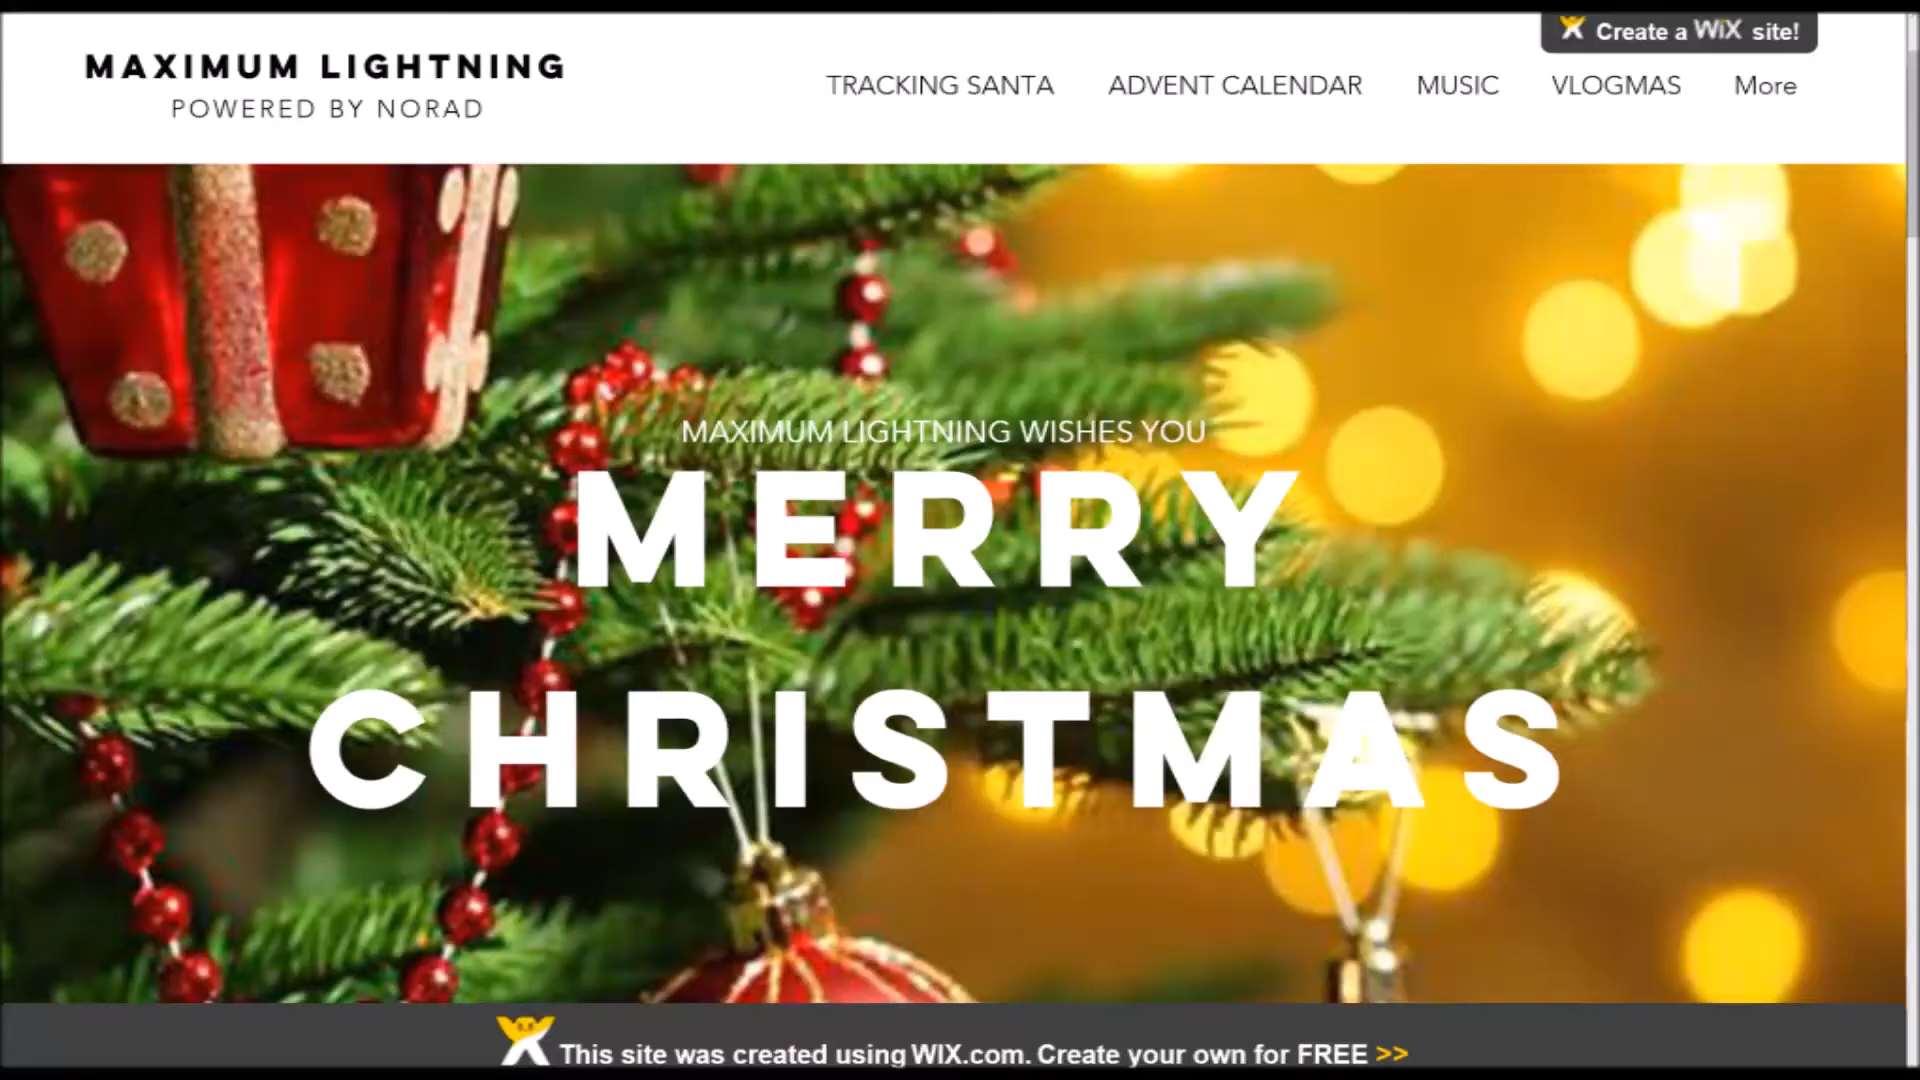 Create a WiX site!
MAXIMUM LIGHTNING
POWERED BY NORAD
TRACKING SANTA
ADVENT CALENDAR
MUSIC
VLOGMAS
More
MAXIMUM LIGHTNING WISHES YOU
MERRY
CHRISTMAS
This site was created using WIX.com. Create your own for FREE >>